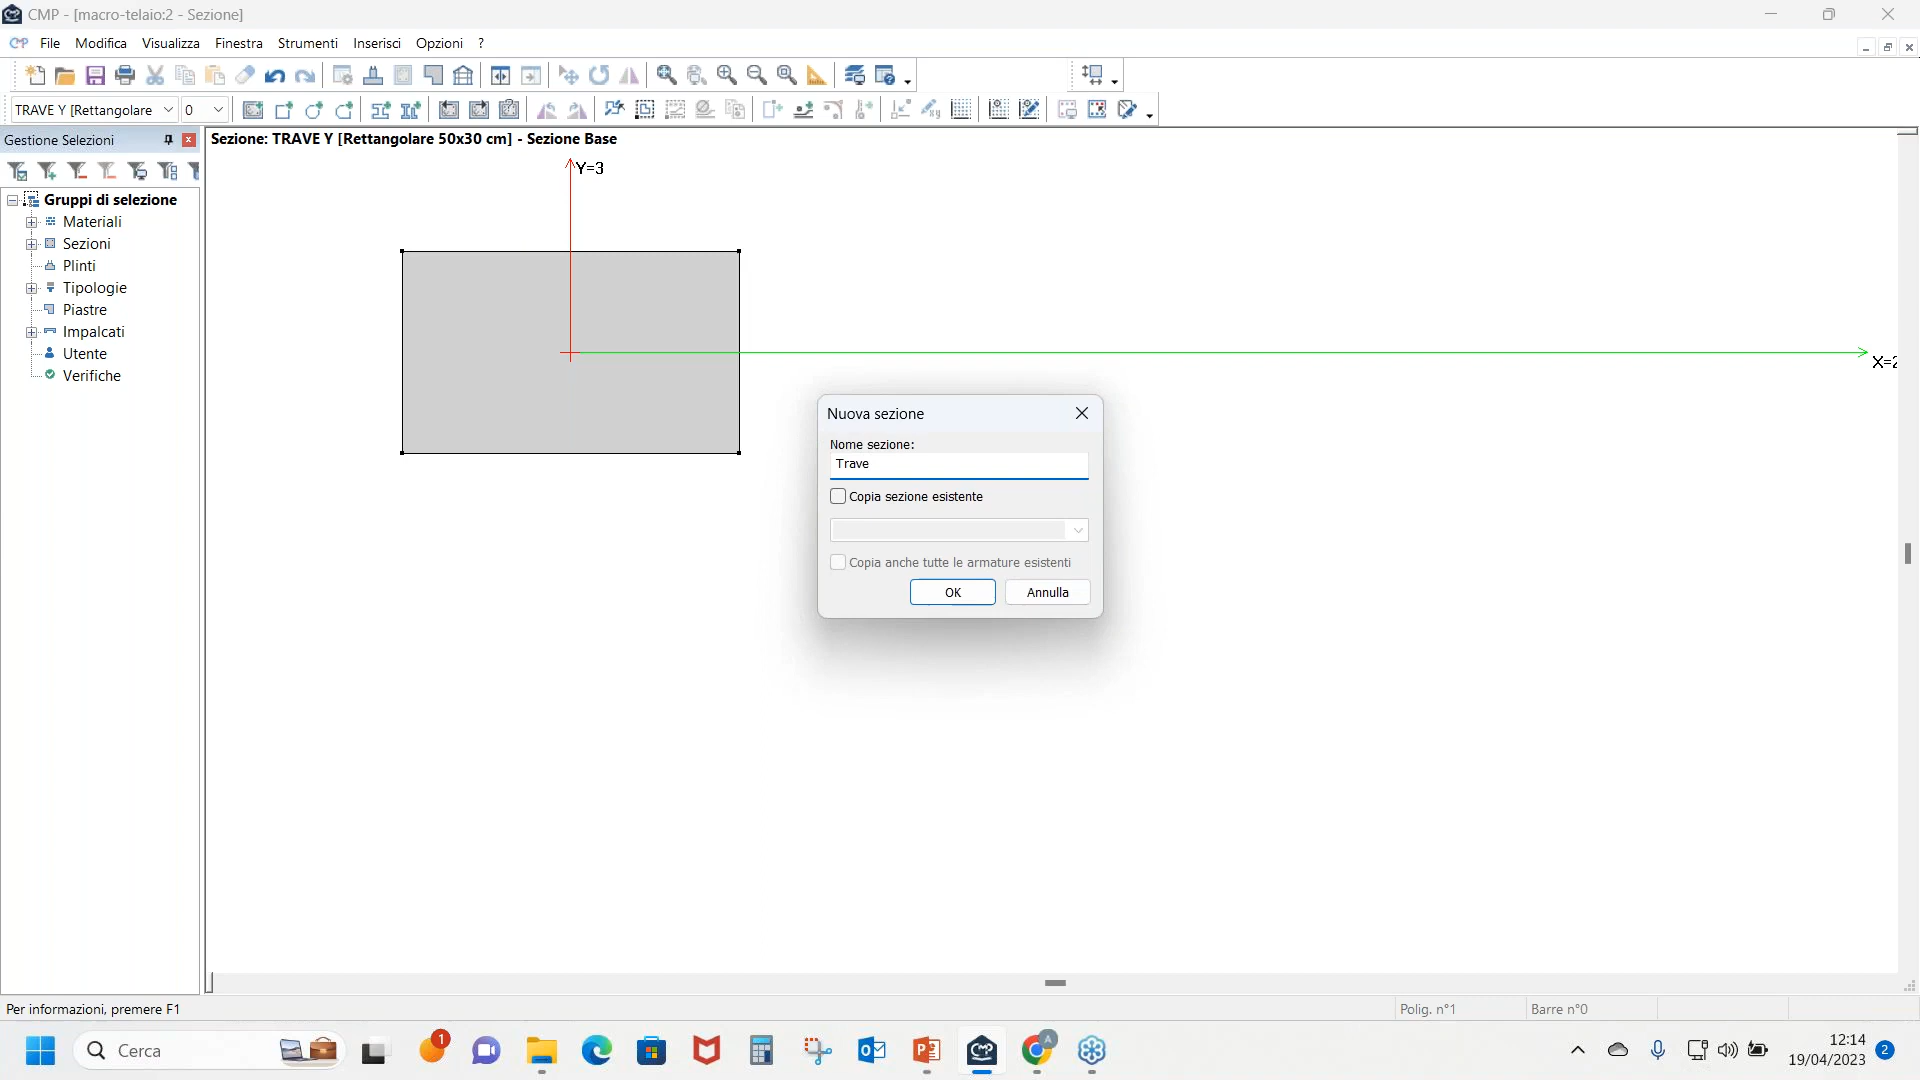 CMP - [macro-telaio:2 - Sezione]
File Modifica Visualizza Finestra Strumenti Inserisci Opzioni ?
TRAVE Y [Rettangolare 0
Gestione Selezioni
Sezione: TRAVE Y [Rettangolare 50x30 cm] - Sezione Base
Y=3
Gruppi di selezione
Materiali
Sezioni
Plinti
Tipologie
Piastre
Impalcati
Utente
Verifiche
X=2
Nuova sezione
Nome sezione:
Trave
Copia sezione esistente
Copia anche tutte le armature esistenti
OK Annulla
Per informazioni, premere F1
Polig. n°1 Barre n°0
Cerca
1
A
12:14
19/04/2023
2